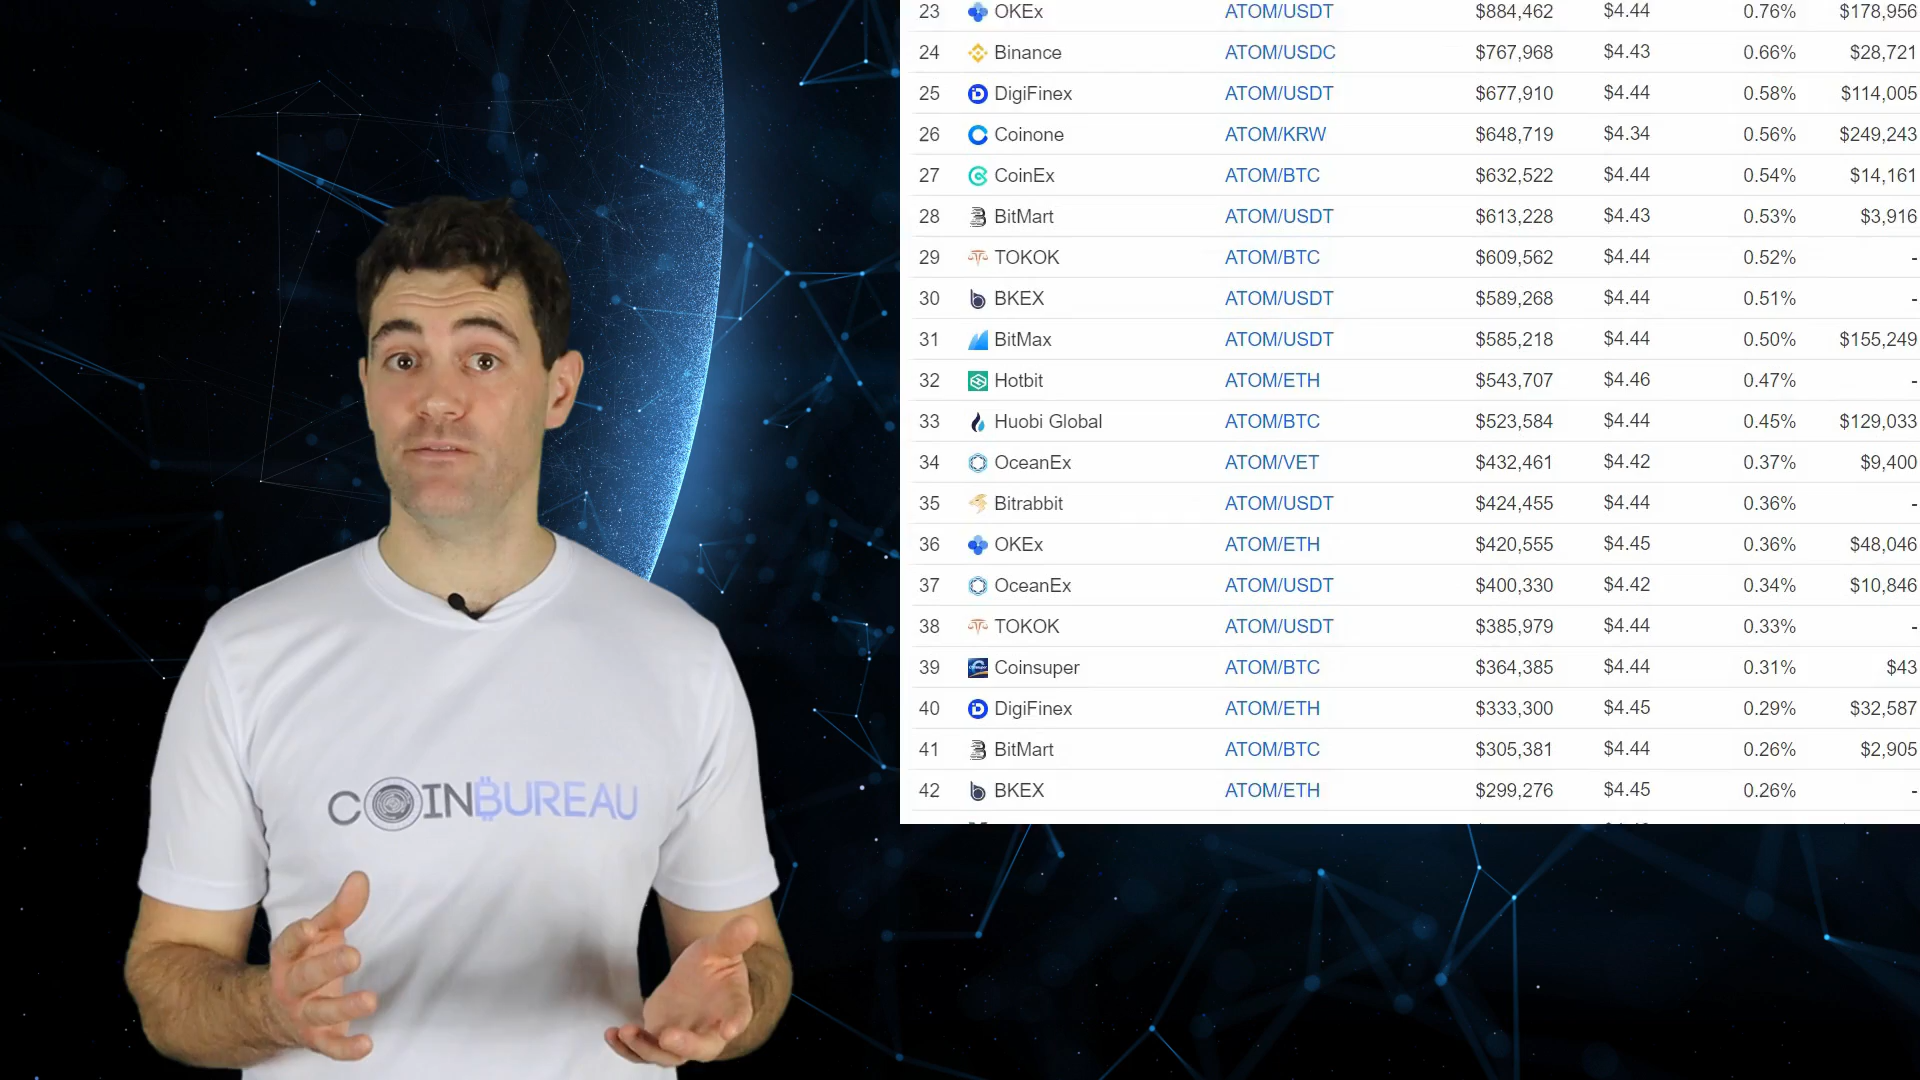 23 OKEx ATOM/USDT $884,462 $4.44 0.76% $178,956
24 Binance ATOM/USDC $767,968 $4.43 0.66% $28,721
25 DigiFinex ATOM/USDT $677,910 $4.44 0.58% $114,005
26 Coinone ATOM/KRW $648,719 $4.34 0.56% $249,243
27 CoinEx ATOM/BTC $632,522 $4.44 0.54% $14,161
28 BitMart ATOM/USDT $613,228 $4.43 0.53% $3,916
29 TOKOK ATOM/BTC $609,562 $4.44 0.52% -
30 BKEX ATOM/USDT $589,268 $4.44 0.51% -
31 BitMax ATOM/USDT $585,218 $4.44 0.50% $155,249
32 Hotbit ATOM/ETH $543,707 $4.46 0.47% -
33 Huobi Global ATOM/BTC $523,584 $4.44 0.45% $129,033
34 OceanEx ATOM/VET $432,461 $4.42 0.37% $9,400
35 Bitrabbit ATOM/USDT $424,455 $4.44 0.36% -
36 OKEx ATOM/ETH $420,555 $4.45 0.36% $48,046
37 OceanEx ATOM/USDT $400,330 $4.42 0.34% $10,846
38 TOKOK ATOM/USDT $385,979 $4.44 0.33% -
39 Coinsuper ATOM/BTC $364,385 $4.44 0.31% $43
40 DigiFinex ATOM/ETH $333,300 $4.45 0.29% $32,587
41 BitMart ATOM/BTC $305,381 $4.44 0.26% $2,905
42 BKEX ATOM/ETH $299,276 $4.45 0.26% -
COINBUREAU